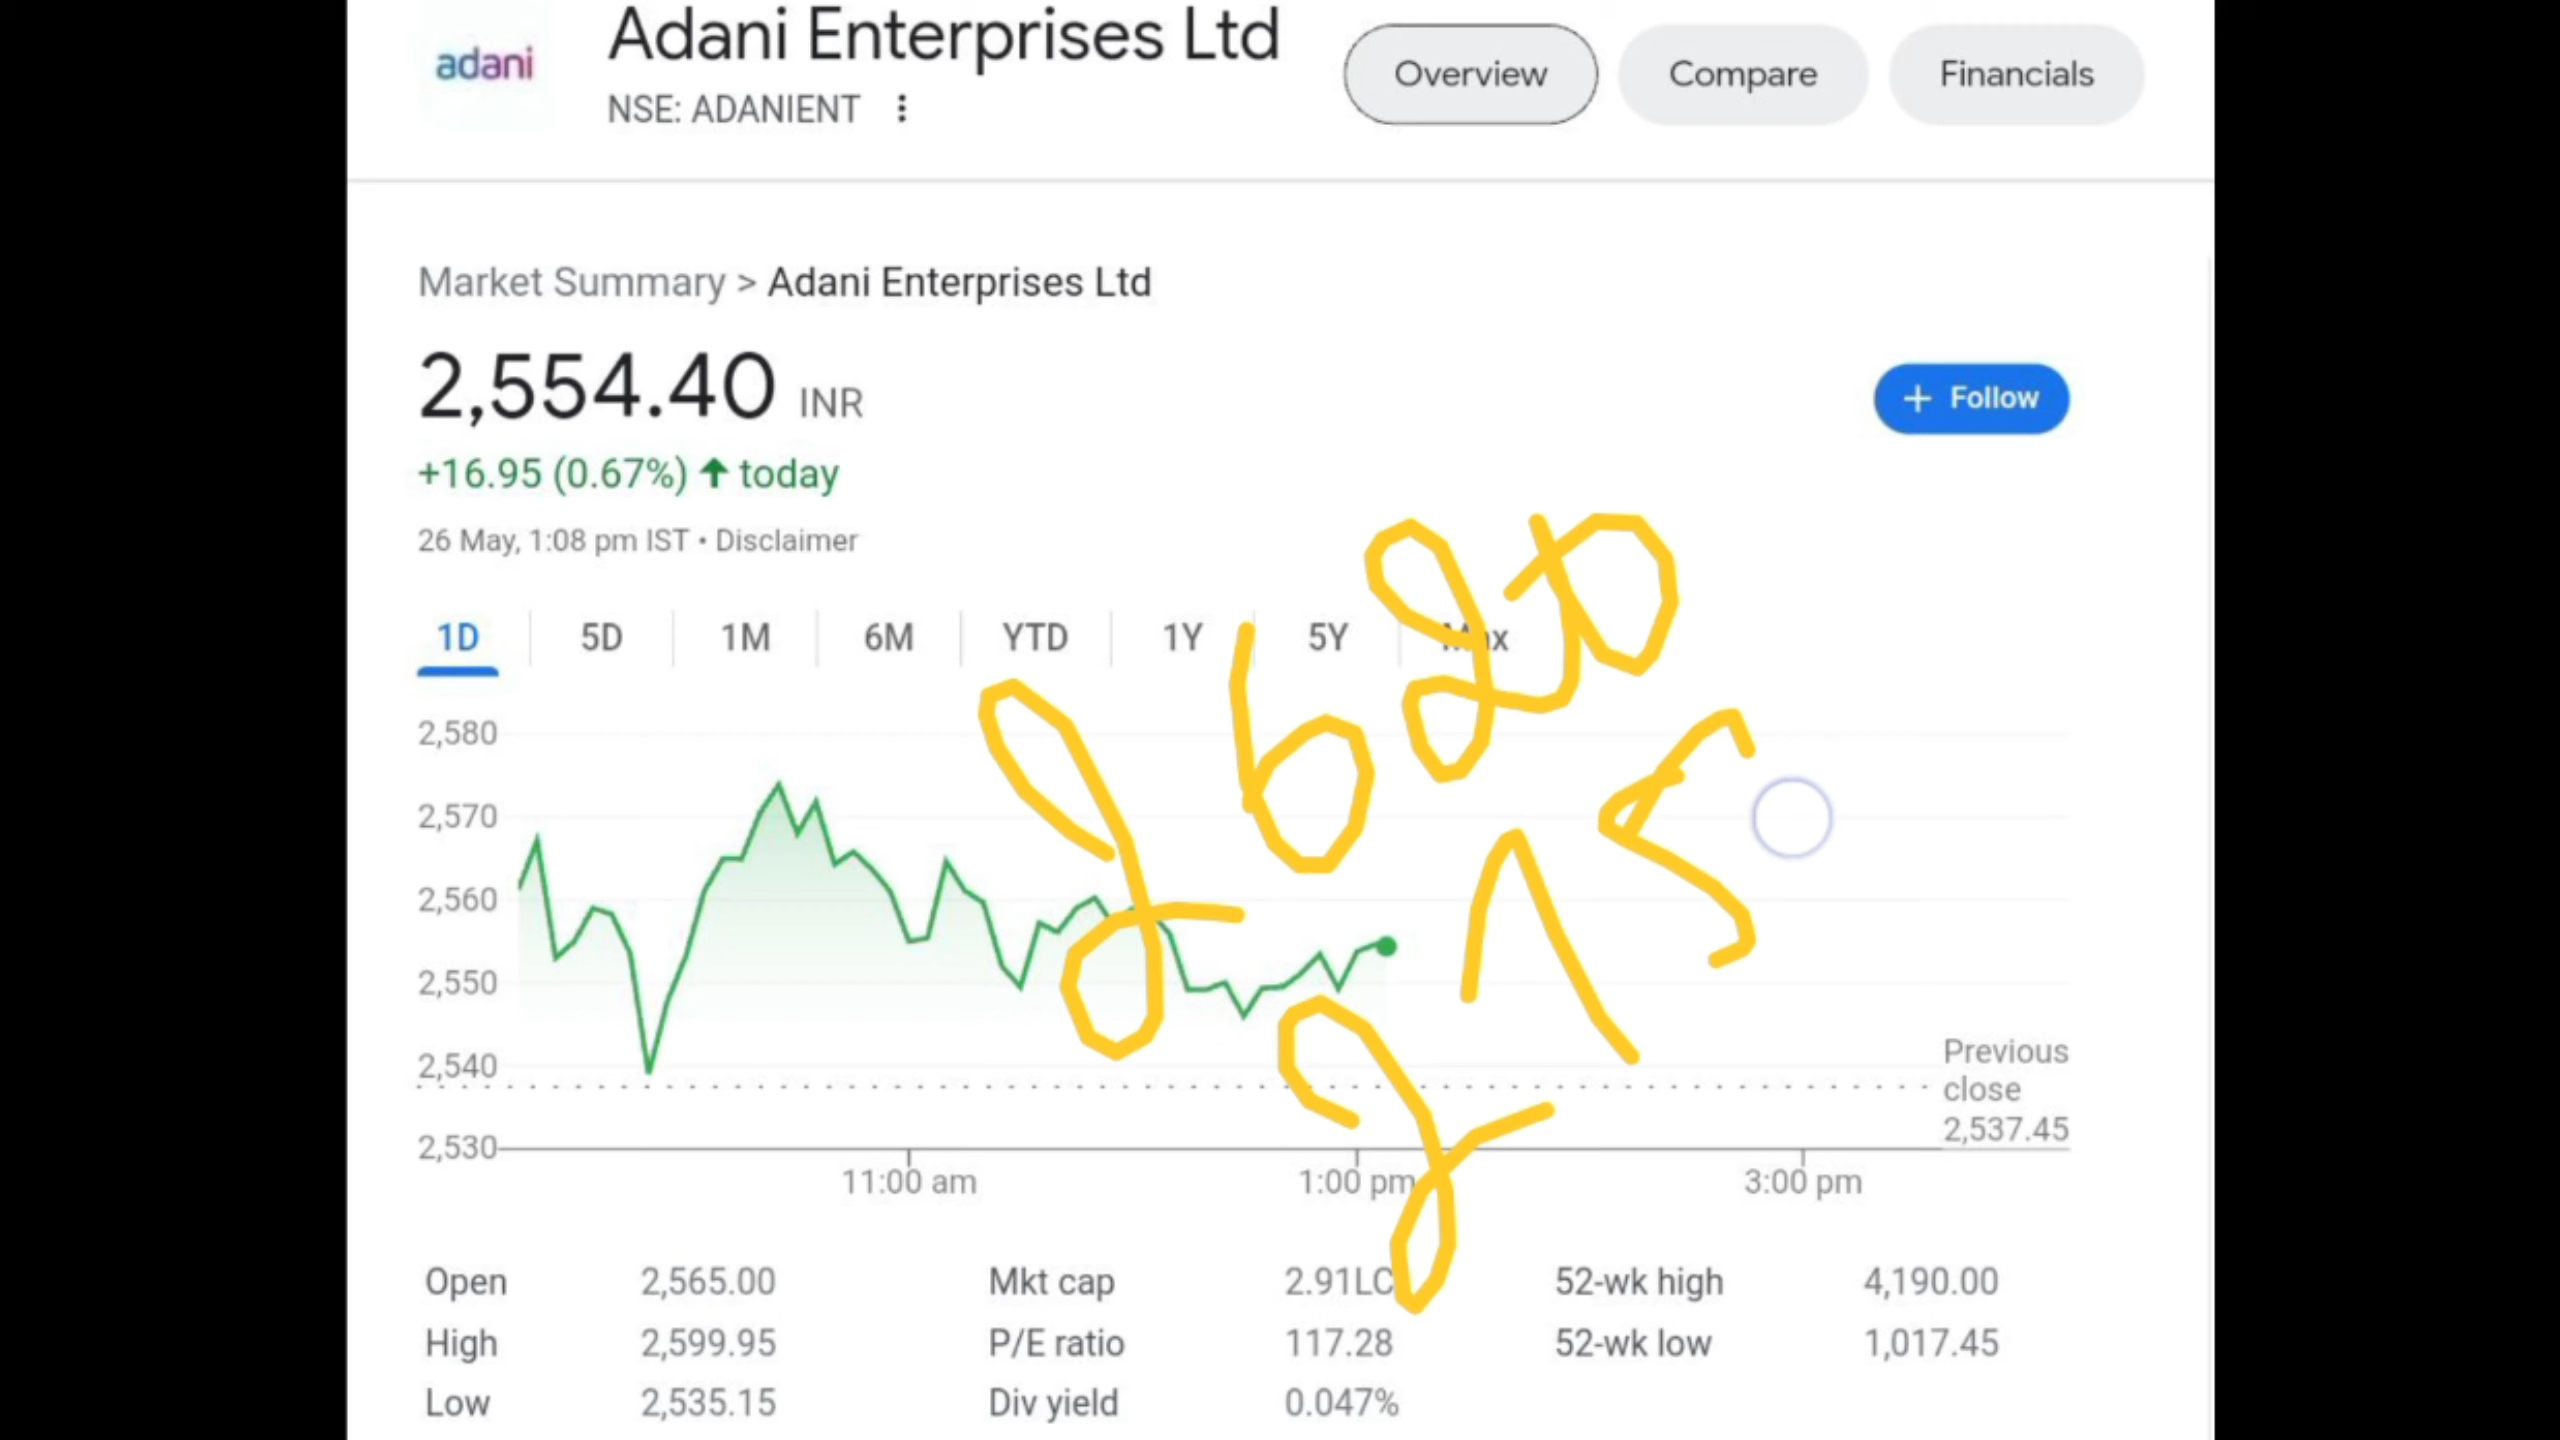 adani
Adani Enterprises Ltd
NSE: ADANIENT
Overview
Compare
Financials
Market Summary > Adani Enterprises Ltd
2,554.40 INR
+ Follow
+16.95 (0.67%) ↑ today
26 May, 1:08 pm IST • Disclaimer
1D 5D 1M 6M YTD 1Y 5Y Max
2,580
2,570
2,560
2,550
2,540
2,530
Previous close 2,537.45
11:00 am 1:00 pm 3:00 pm
Open 2,565.00 Mkt cap 2.91LC 52-wk high 4,190.00
High 2,599.95 P/E ratio 117.28 52-wk low 1,017.45
Low 2,535.15 Div yield 0.047%